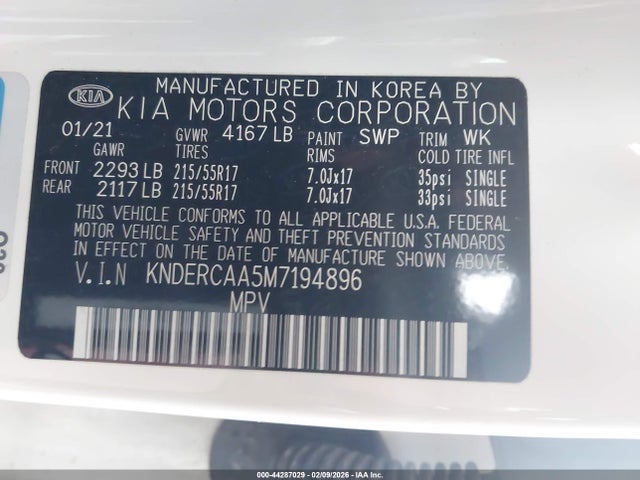 KIA
MANUFACTURED IN KOREA BY
KIA MOTORS CORPORATION
01/21 GVWR 4167 LB PAINT SWP TRIM WK
GAWR TIRES RIMS COLD TIRE INFL
FRONT 2293 LB 215/55R17 7.0Jx17 35psi SINGLE
REAR 2117 LB 215/55R17 7.0Jx17 33psi SINGLE
THIS VEHICLE CONFORMS TO ALL APPLICABLE U.S.A. FEDERAL
MOTOR VEHICLE SAFETY AND THEFT PREVENTION STANDARDS
IN EFFECT ON THE DATE OF MANUFACTURE SHOWN ABOVE.
V.I.N KNDERCAA5M7194896
MPV
000-44287029 - 02/09/2026 - IAA Inc.